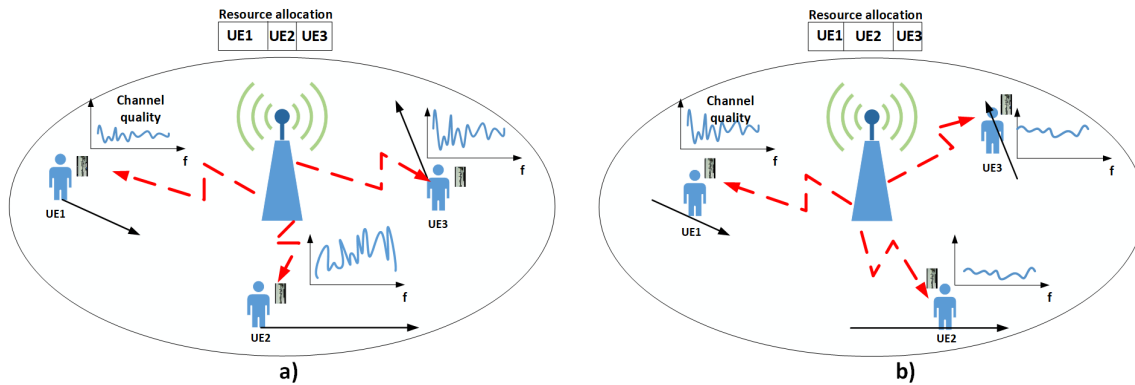 Resource allocation
UE1 UE2 UE3
Channel
quality
f
UE1
f
UE3
f
UE2
a)
Resource allocation
UE1 UE2 UE3
Channel
quality
f
UE1
f
UE3
f
UE2
b)